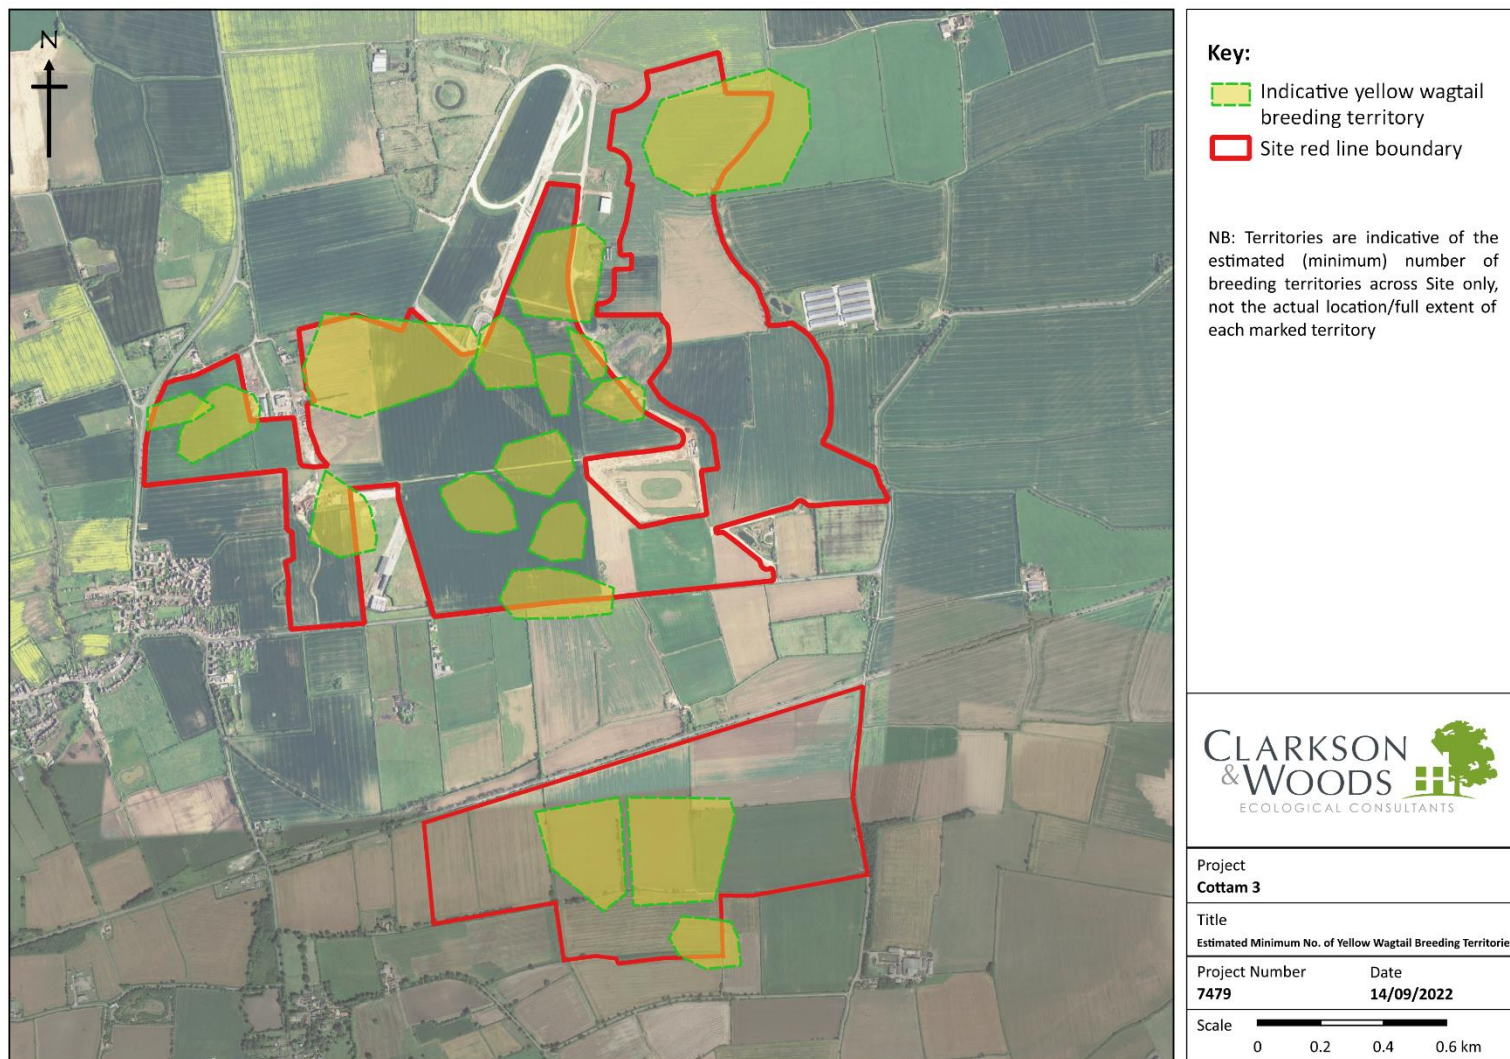 N
Key:
Indicative yellow wagtail
breeding territory
Site red line boundary
NB: Territories are indicative of the
estimated (minimum) number of
breeding territories across Site only,
not the actual location/full extent of
each marked territory
CLARKSON
& WOODS
ECOLOGICAL CONSULTANTS
Project
Cottam 3
Title
Estimated Minimum No. of Yellow Wagtail Breeding Territorie
Project Number Date
7479 14/09/2022
Scale
0 0.2 0.4 0.6 km